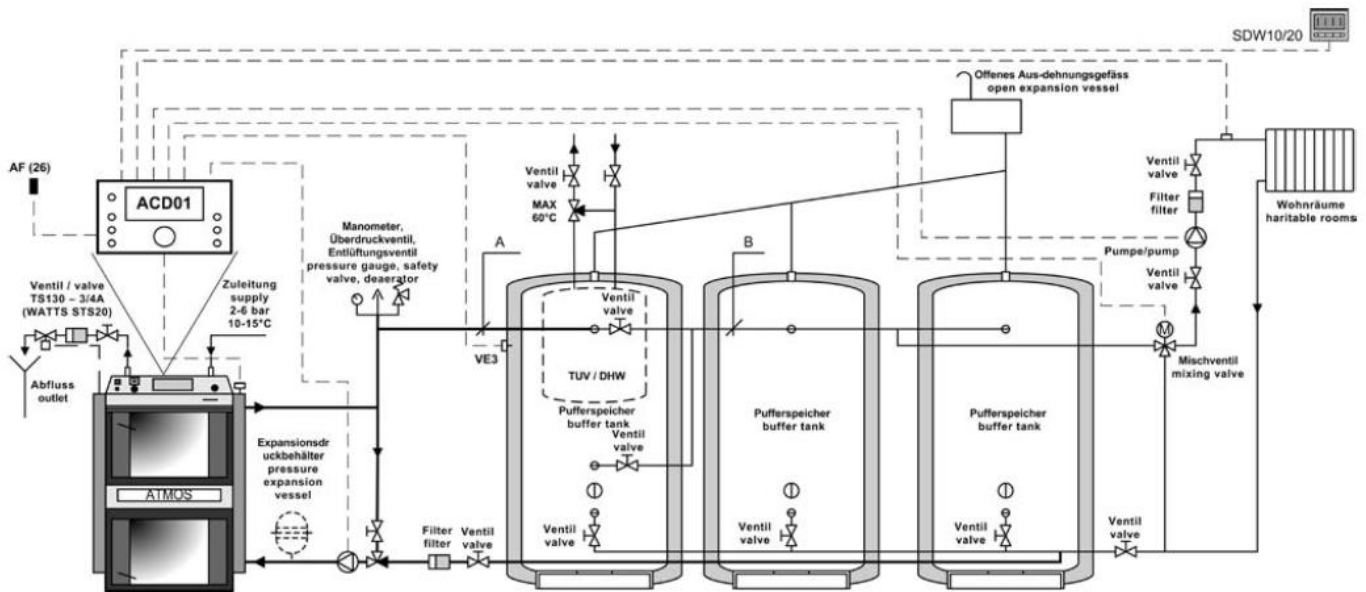 SDW10/20
Offenes Aus-dehnungsgefäss
open expansion vessel
AF (26)
ACD01
Ventil
valve
MAX
60°C
Ventil
valve
Filter
filter
Wohnräume
haritable rooms
Manometer,
Überdruckventil,
Entlüftungsventil
pressure gauge, safety
valve, deaerator
A
B
Pumpe/pump
Ventil
valve
Ventil / valve
TS130 – 3/4A
(WATTS STS20)
Zuleitung
supply
2-6 bar
10-15°C
Ventil
valve
M
VE3
Mischventil
mixing valve
Abfluss
outlet
TUV / DHW
Pufferspeicher
buffer tank
Pufferspeicher
buffer tank
Pufferspeicher
buffer tank
Ventil
valve
Expansionsdr
uckbehälter
pressure
expansion
vessel
ATMOS
Filter
filter
Ventil
valve
Ventil
valve
Ventil
valve
Ventil
valve
Ventil
valve